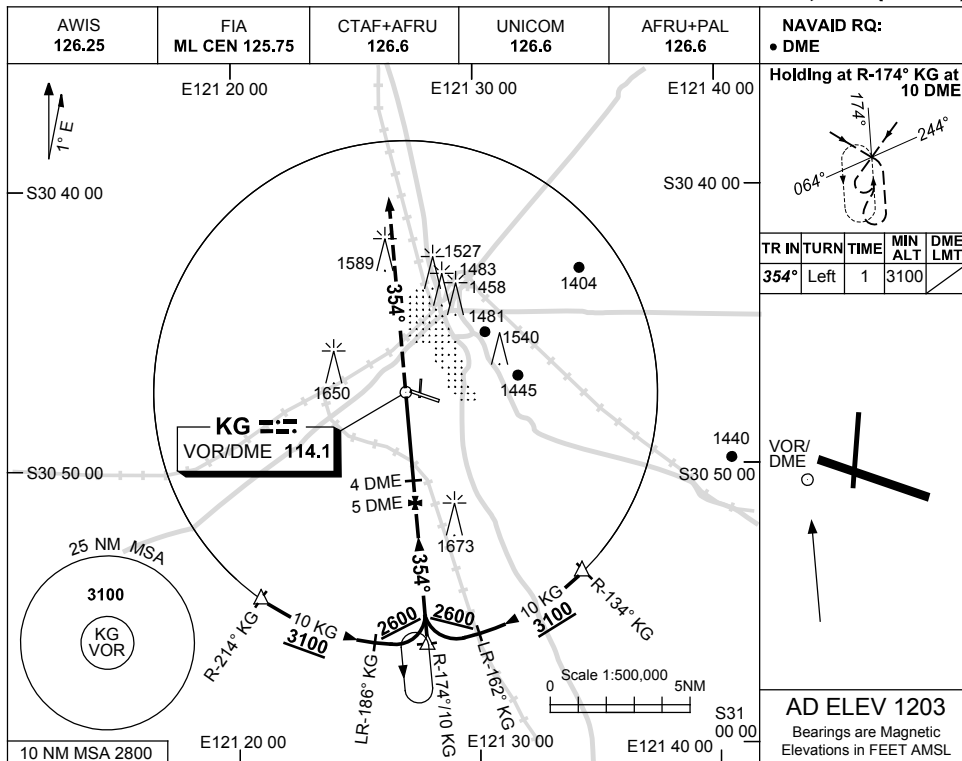 AWIS
126.25
FIA
ML CEN 125.75
CTAF+AFRU
126.6
UNICOM
126.6
AFRU+PAL
126.6
NAVAID RQ:
• DME
E121 20 00
E121 30 00
E121 40 00
1° E
S30 40 00
S30 40 00
Holding at R-174° KG at
10 DME
174°
244°
064°
TR IN TURN TIME MIN ALT DME LMT
354° Left 1 3100
1589
1527
1483
1458
1404
354°
1481
1540
1445
1650
KG
VOR/DME 114.1
1440
S30 50 00
S30 50 00
4 DME
5 DME
1673
VOR/
DME
25 NM MSA
3100
KG
VOR
354°
R-214° KG
10 KG
3100
2600
2600
10 KG
3100
R-134° KG
LR-186° KG
R-174°/10 KG
LR-162° KG
Scale 1:500,000
0
5NM
S31
00 00
10 NM MSA 2800
E121 20 00
E121 30 00
E121 40 00
AD ELEV 1203
Bearings are Magnetic
Elevations in FEET AMSL